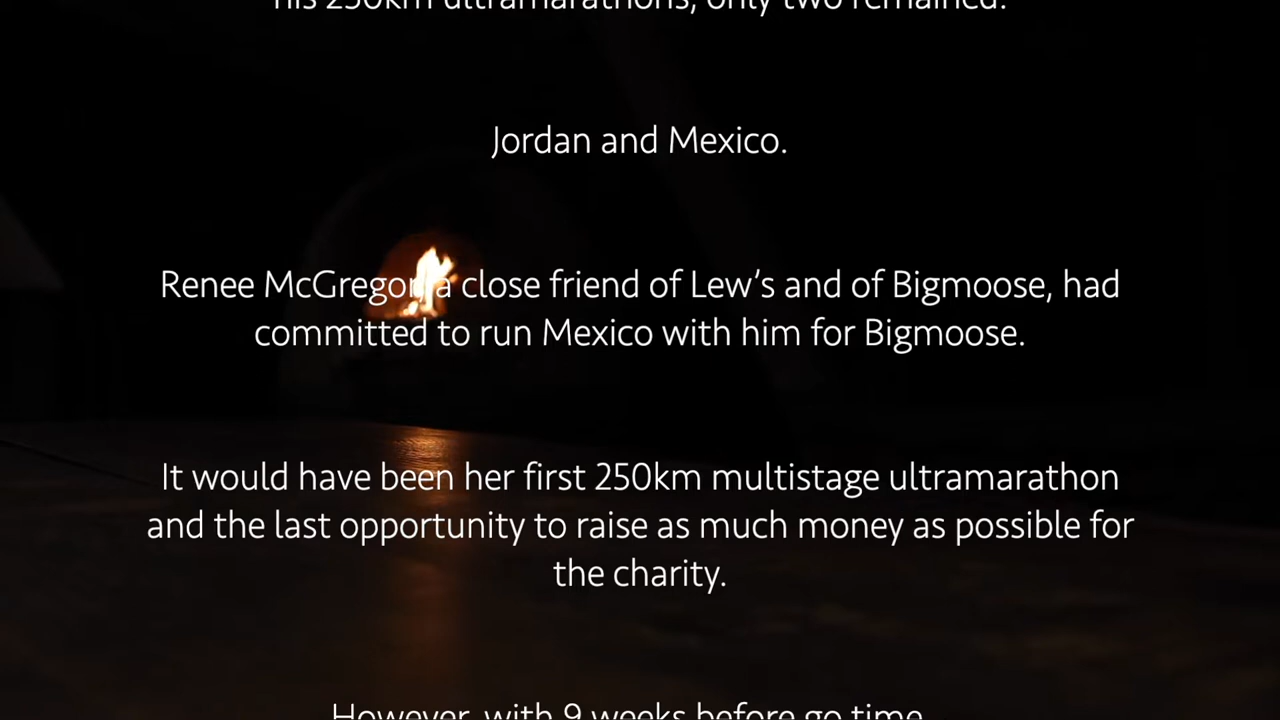 his 250km ultramarathons, only two remained.
Jordan and Mexico.
Renee McGregor, a close friend of Lew's and of Bigmoose, had
committed to run Mexico with him for Bigmoose.
It would have been her first 250km multistage ultramarathon
and the last opportunity to raise as much money as possible for
the charity.
However, with 9 weeks before go time